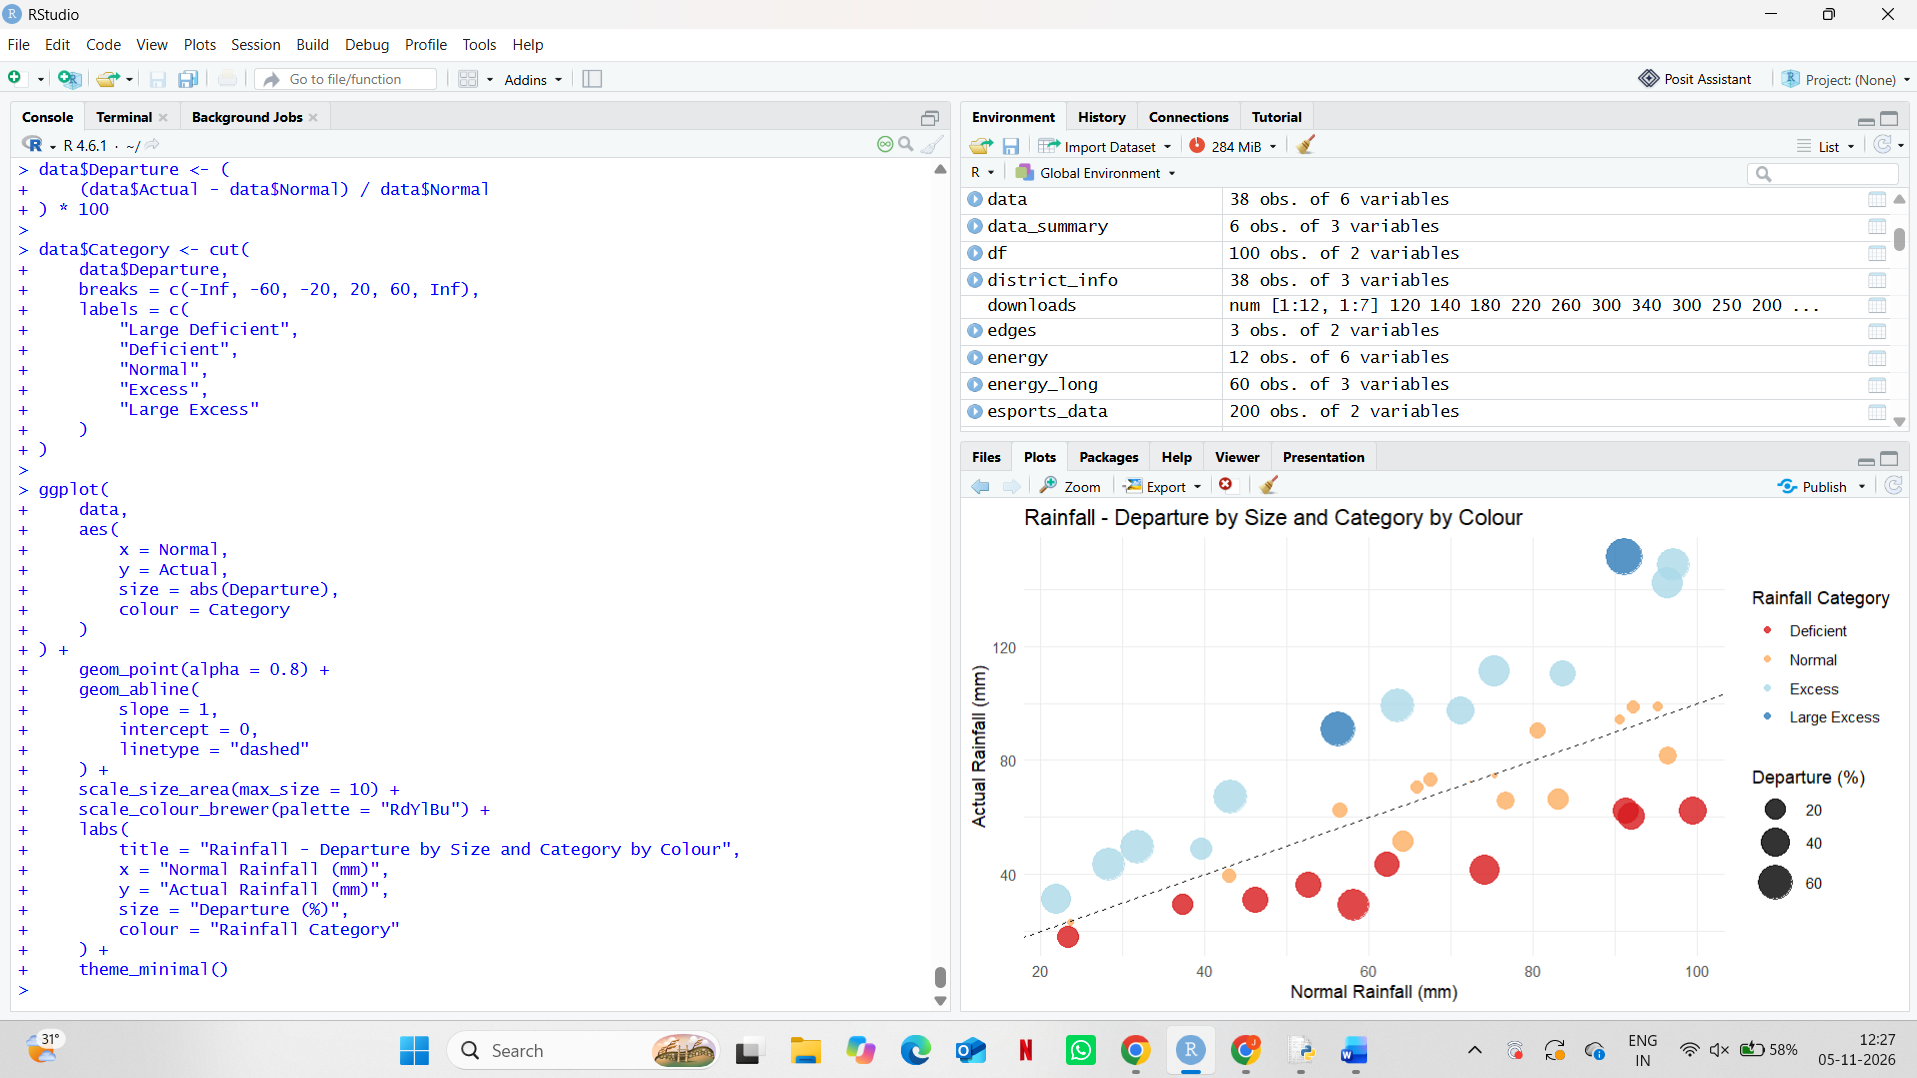 RStudio
File Edit Code View Plots Session Build Debug Profile Tools Help
Go to file/function Addins Posit Assistant Project: (None)
Console Terminal Background Jobs
R 4.6.1 · ~/
> data$Departure <- (
+     (data$Actual - data$Normal) / data$Normal
+ ) * 100
>
> data$Category <- cut(
+     data$Departure,
+     breaks = c(-Inf, -60, -20, 20, 60, Inf),
+     labels = c(
+         "Large Deficient",
+         "Deficient",
+         "Normal",
+         "Excess",
+         "Large Excess"
+     )
+ )
>
> ggplot(
+     data,
+     aes(
+         x = Normal,
+         y = Actual,
+         size = abs(Departure),
+         colour = Category
+     )
+ ) +
+     geom_point(alpha = 0.8) +
+     geom_abline(
+         slope = 1,
+         intercept = 0,
+         linetype = "dashed"
+     ) +
+     scale_size_area(max_size = 10) +
+     scale_colour_brewer(palette = "RdYlBu") +
+     labs(
+         title = "Rainfall - Departure by Size and Category by Colour",
+         x = "Normal Rainfall (mm)",
+         y = "Actual Rainfall (mm)",
+         size = "Departure (%)",
+         colour = "Rainfall Category"
+     ) +
+     theme_minimal()
>
Environment History Connections Tutorial
Import Dataset 284 MiB List
R Global Environment
data 38 obs. of 6 variables
data_summary 6 obs. of 3 variables
df 100 obs. of 2 variables
district_info 38 obs. of 3 variables
downloads num [1:12, 1:7] 120 140 180 220 260 300 340 300 250 200 ...
edges 3 obs. of 2 variables
energy 12 obs. of 6 variables
energy_long 60 obs. of 3 variables
esports_data 200 obs. of 2 variables
Files Plots Packages Help Viewer Presentation
Zoom Export Publish
Rainfall - Departure by Size and Category by Colour
Actual Rainfall (mm)
120
80
40
20 40 60 80 100
Normal Rainfall (mm)
Rainfall Category
Deficient
Normal
Excess
Large Excess
Departure (%)
20
40
60
31°
Search
ENG
IN
58%
12:27
05-11-2026